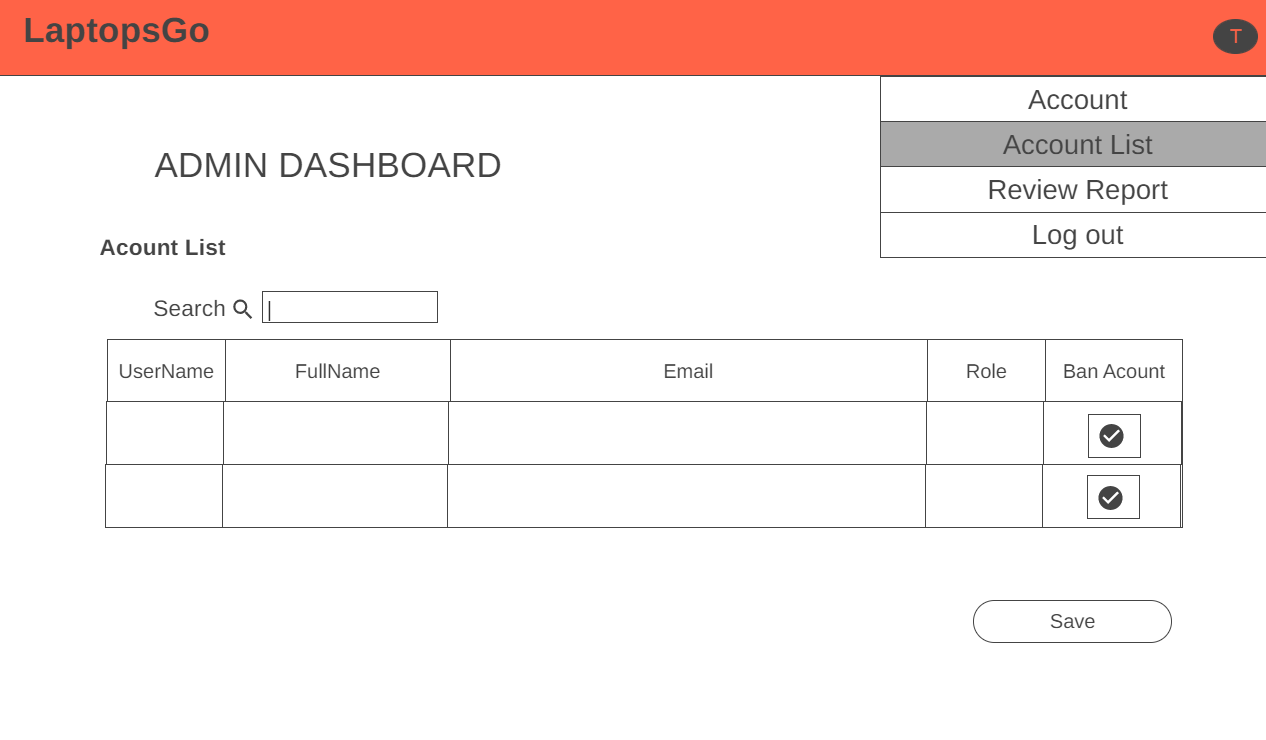 LaptopsGo
T
Account
Account List
Review Report
Log out
ADMIN DASHBOARD
Acount List
Search
UserName FullName Email Role Ban Acount
Save